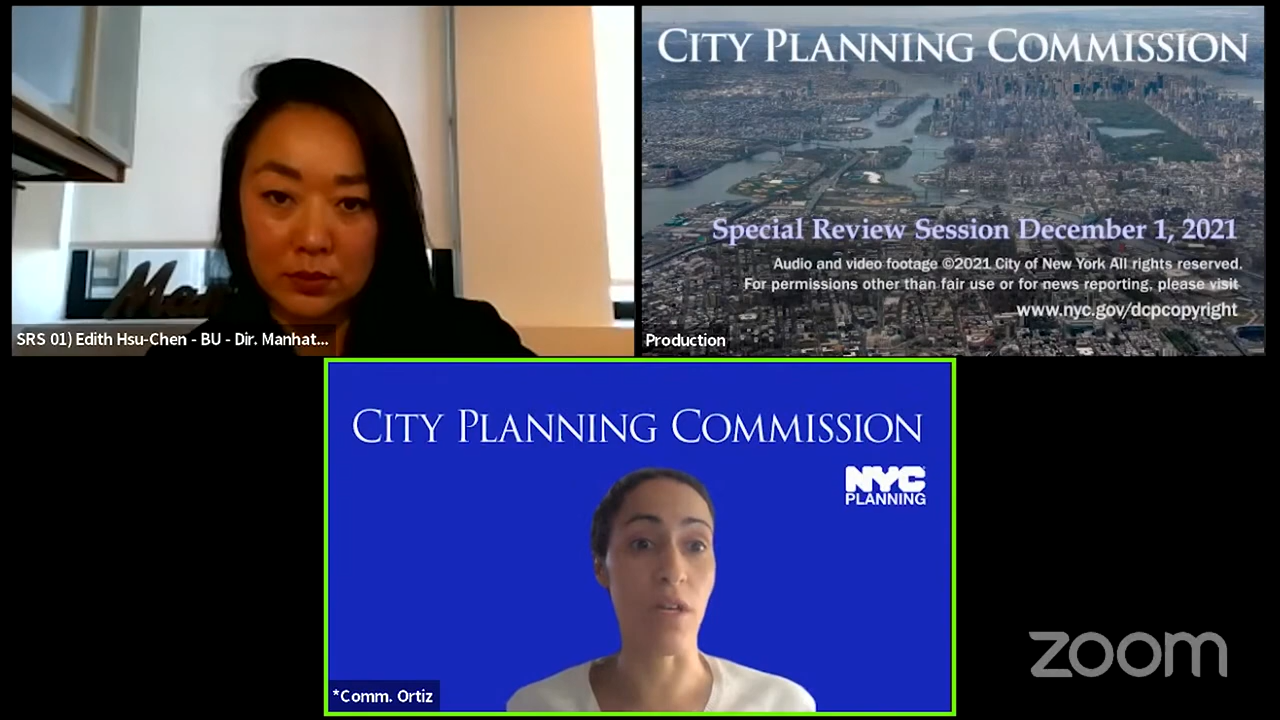 CITY PLANNING COMMISSION
Special Review Session December 1, 2021
Audio and video footage ©2021 City of New York All rights reserved.
For permissions other than fair use or for news reporting, please visit
www.nyc.gov/dcpcopyright
SRS 01) Edith Hsu-Chen - BU - Dir. Manhat...
Production
CITY PLANNING COMMISSION
NYC
PLANNING
*Comm. Ortiz
zoom